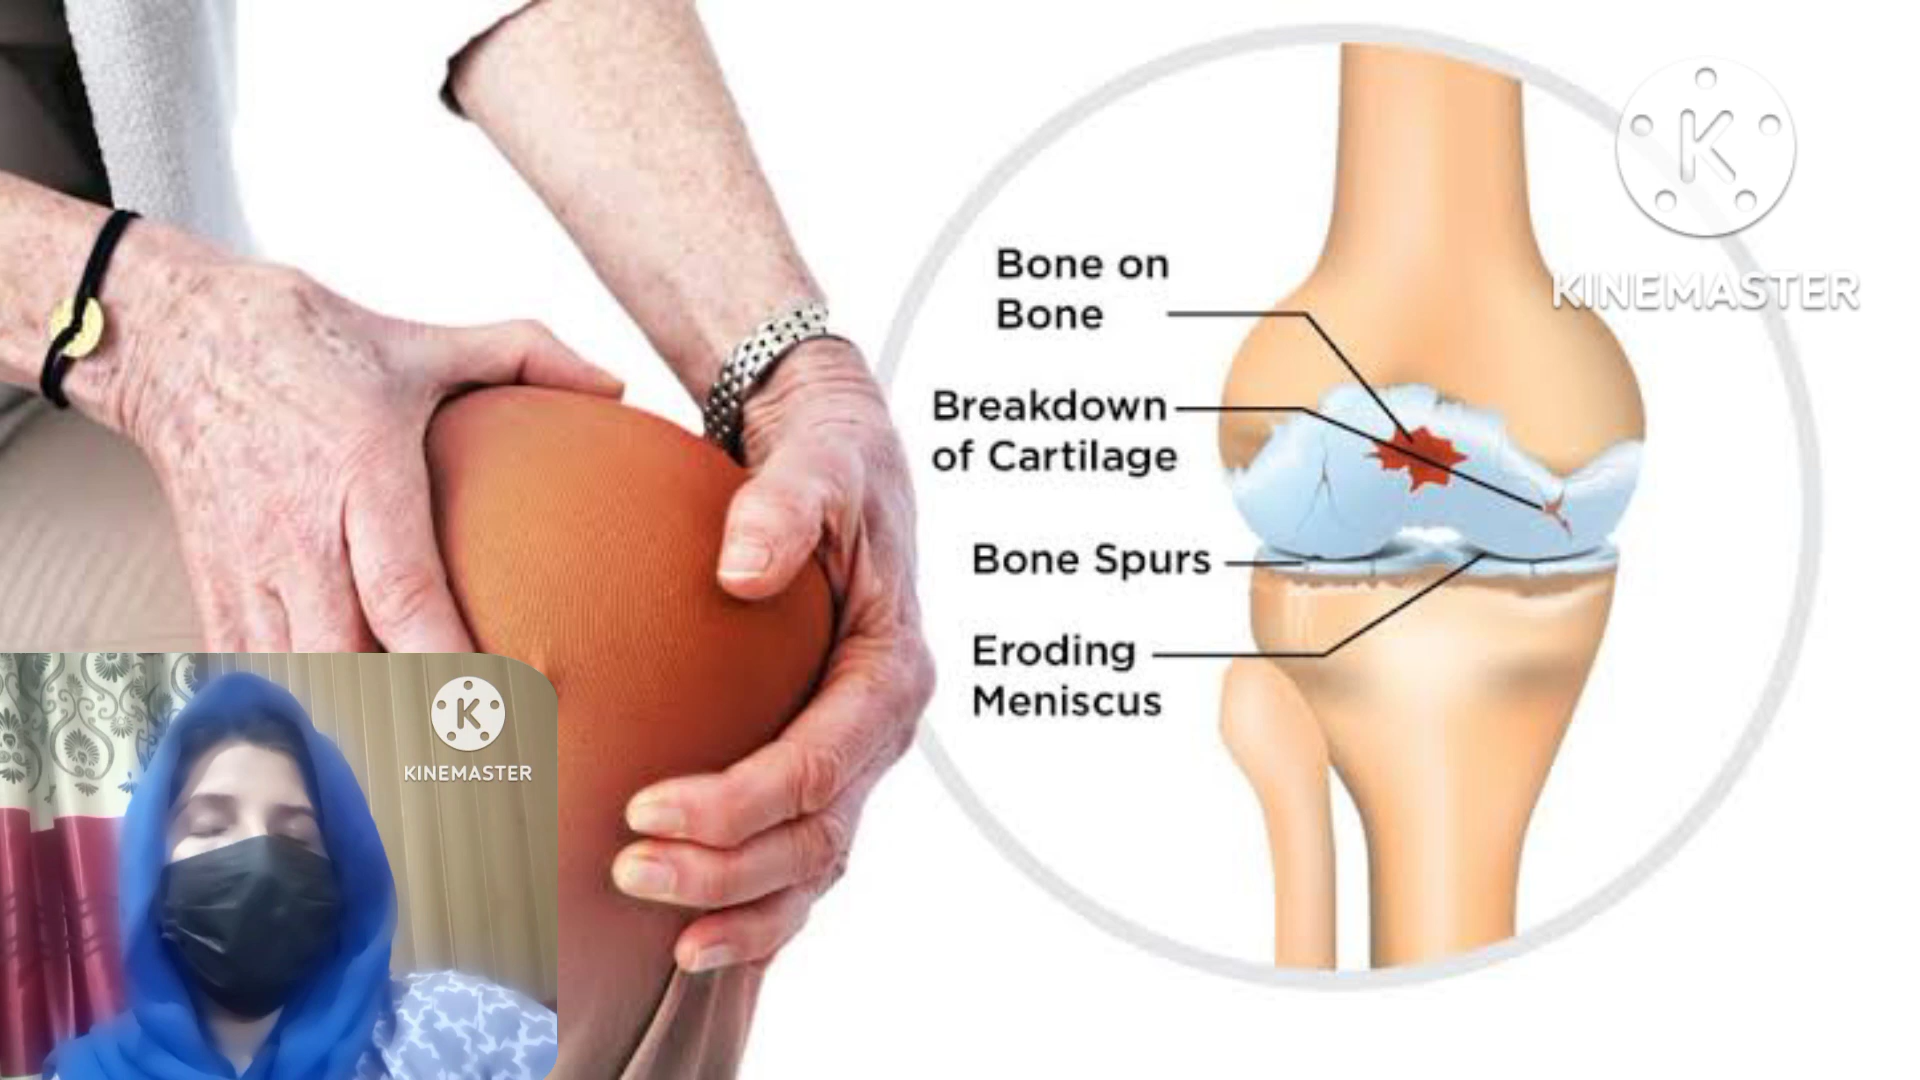 Bone on
Bone
Breakdown
of Cartilage
Bone Spurs
Eroding
Meniscus
K
KINEMASTER
K
KINEMASTER